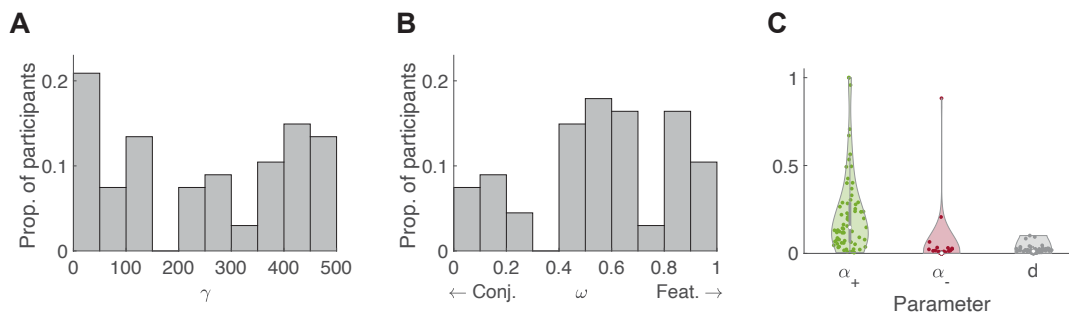 A
Prop. of participants
0.2
0.1
0
0 100 200 300 400 500
γ
B
Prop. of participants
0.2
0.1
0
0 0.2 0.4 0.6 0.8 1
← Conj. ω Feat. →
C
1
0.5
0
α+ α- d
Parameter